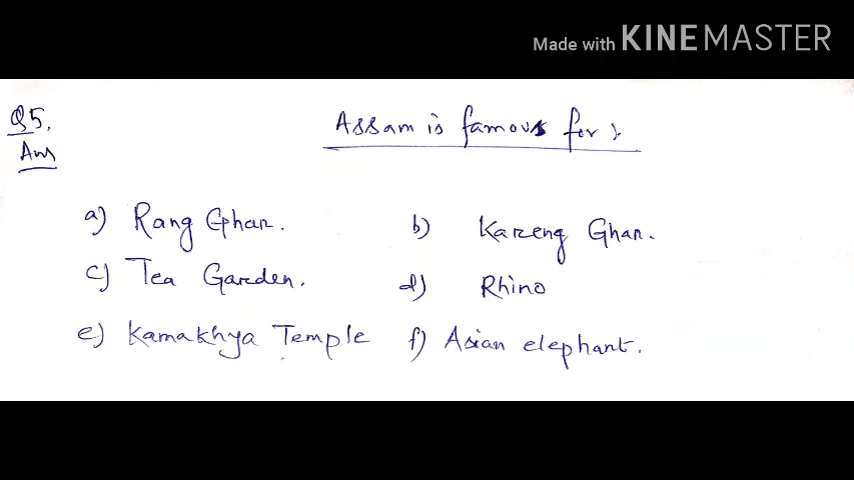 Made with KINEMASTER
Q5. Assam is famous for :
Ans
a) Rang Ghar. b) Kareng Ghar.
c) Tea Garden. d) Rhino
e) Kamakhya Temple f) Asian elephant.